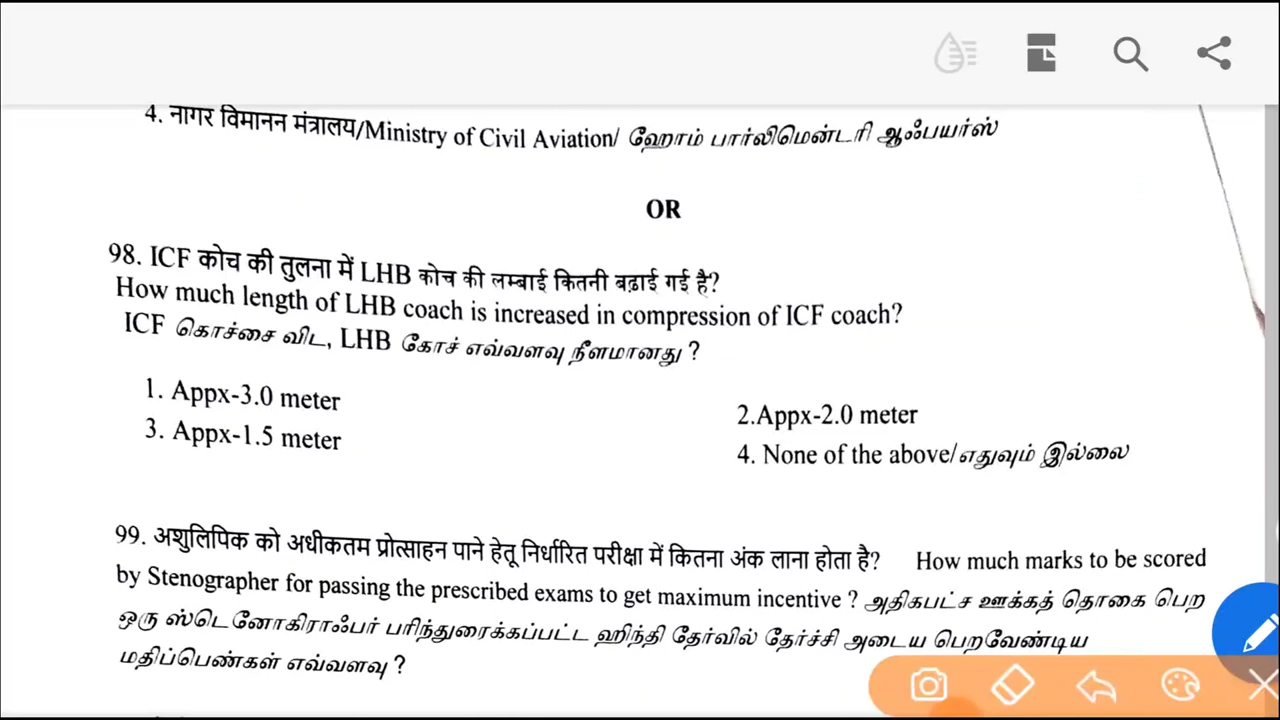 4. नागर विमानन मंत्रालय/Ministry of Civil Aviation/ ஹோம் பார்லிமென்டரி ஆஃபயர்ஸ்
OR
98. ICF कोच की तुलना में LHB कोच की लम्बाई कितनी बढ़ाई गई है?
How much length of LHB coach is increased in compression of ICF coach?
ICF கொச்சை விட, LHB கோச் எவ்வளவு நீளமானது ?
1. Appx-3.0 meter 2.Appx-2.0 meter
3. Appx-1.5 meter 4. None of the above/எதுவும் இல்லை
99. अशुलिपिक को अधीकतम प्रोत्साहन पाने हेतू निर्धारित परीक्षा में कितना अंक लाना होता है? How much marks to be scored
by Stenographer for passing the prescribed exams to get maximum incentive ? அதிகபட்ச ஊக்கத் தொகை பெற
ஒரு ஸ்டெனோகிராஃபர் பரிந்துரைக்கப்பட்ட ஹிந்தி தேர்வில் தேர்ச்சி அடைய பெறவேண்டிய
மதிப்பெண்கள் எவ்வளவு ?